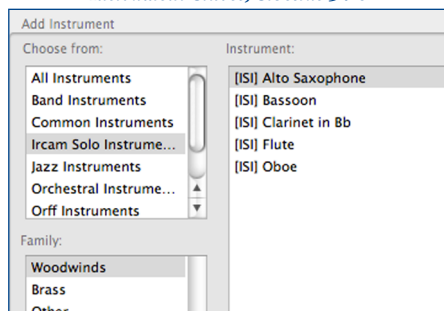 Add Instrument
Choose from:
All Instruments
Band Instruments
Common Instruments
Ircam Solo Instrume...
Jazz Instruments
Orchestral Instrume...
Orff Instruments
Family:
Woodwinds
Brass
Other
Instrument:
[ISI] Alto Saxophone
[ISI] Bassoon
[ISI] Clarinet in Bb
[ISI] Flute
[ISI] Oboe